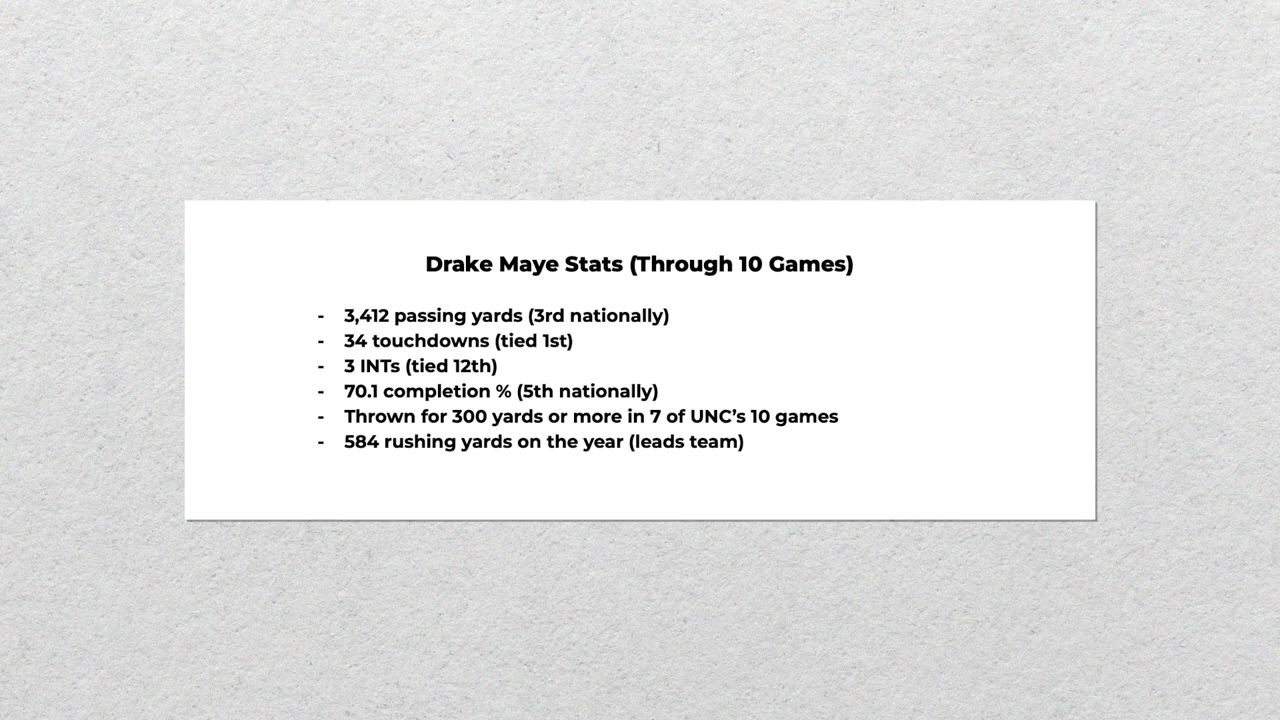 Drake Maye Stats (Through 10 Games)
- 3,412 passing yards (3rd nationally)
- 34 touchdowns (tied 1st)
- 3 INTs (tied 12th)
- 70.1 completion % (5th nationally)
- Thrown for 300 yards or more in 7 of UNC’s 10 games
- 584 rushing yards on the year (leads team)